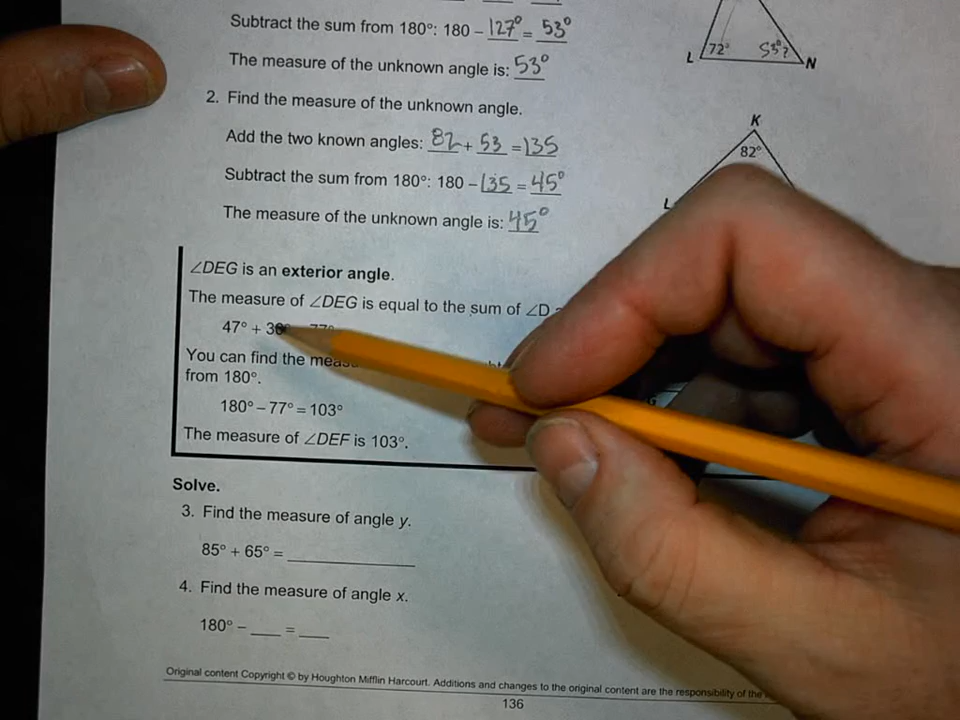 Subtract the sum from 180°: 180 – 127° = 53°
The measure of the unknown angle is: 53°
72° 53°?
L N
2. Find the measure of the unknown angle.
Add the two known angles: 82 + 53 = 135
Subtract the sum from 180°: 180 – 135 = 45°
The measure of the unknown angle is: 45°
K
82°
L
∠DEG is an exterior angle.
The measure of ∠DEG is equal to the sum of ∠D
47° + 77°
You can find the
from 180°.
180° – 77° = 103°
The measure of ∠DEF is 103°.
G
Solve.
3. Find the measure of angle y.
85° + 65° = ____________
4. Find the measure of angle x.
180° – ___ = ___
Original content Copyright © by Houghton Mifflin Harcourt. Additions and changes to the original content are the responsibility of the
136